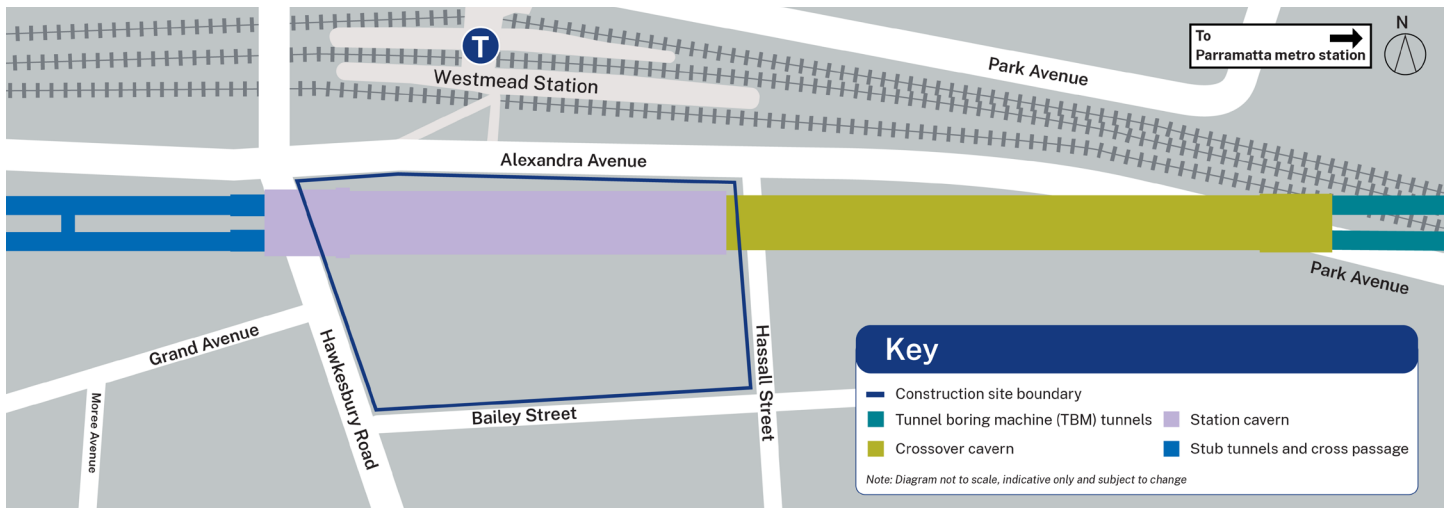 N
To
Parramatta metro station
T
Westmead Station
Park Avenue
Alexandra Avenue
Park Avenue
Grand Avenue
Hawkesbury Road
Hassall Street
Moree Avenue
Bailey Street
Key
Construction site boundary
Tunnel boring machine (TBM) tunnels
Station cavern
Crossover cavern
Stub tunnels and cross passage
Note: Diagram not to scale, indicative only and subject to change